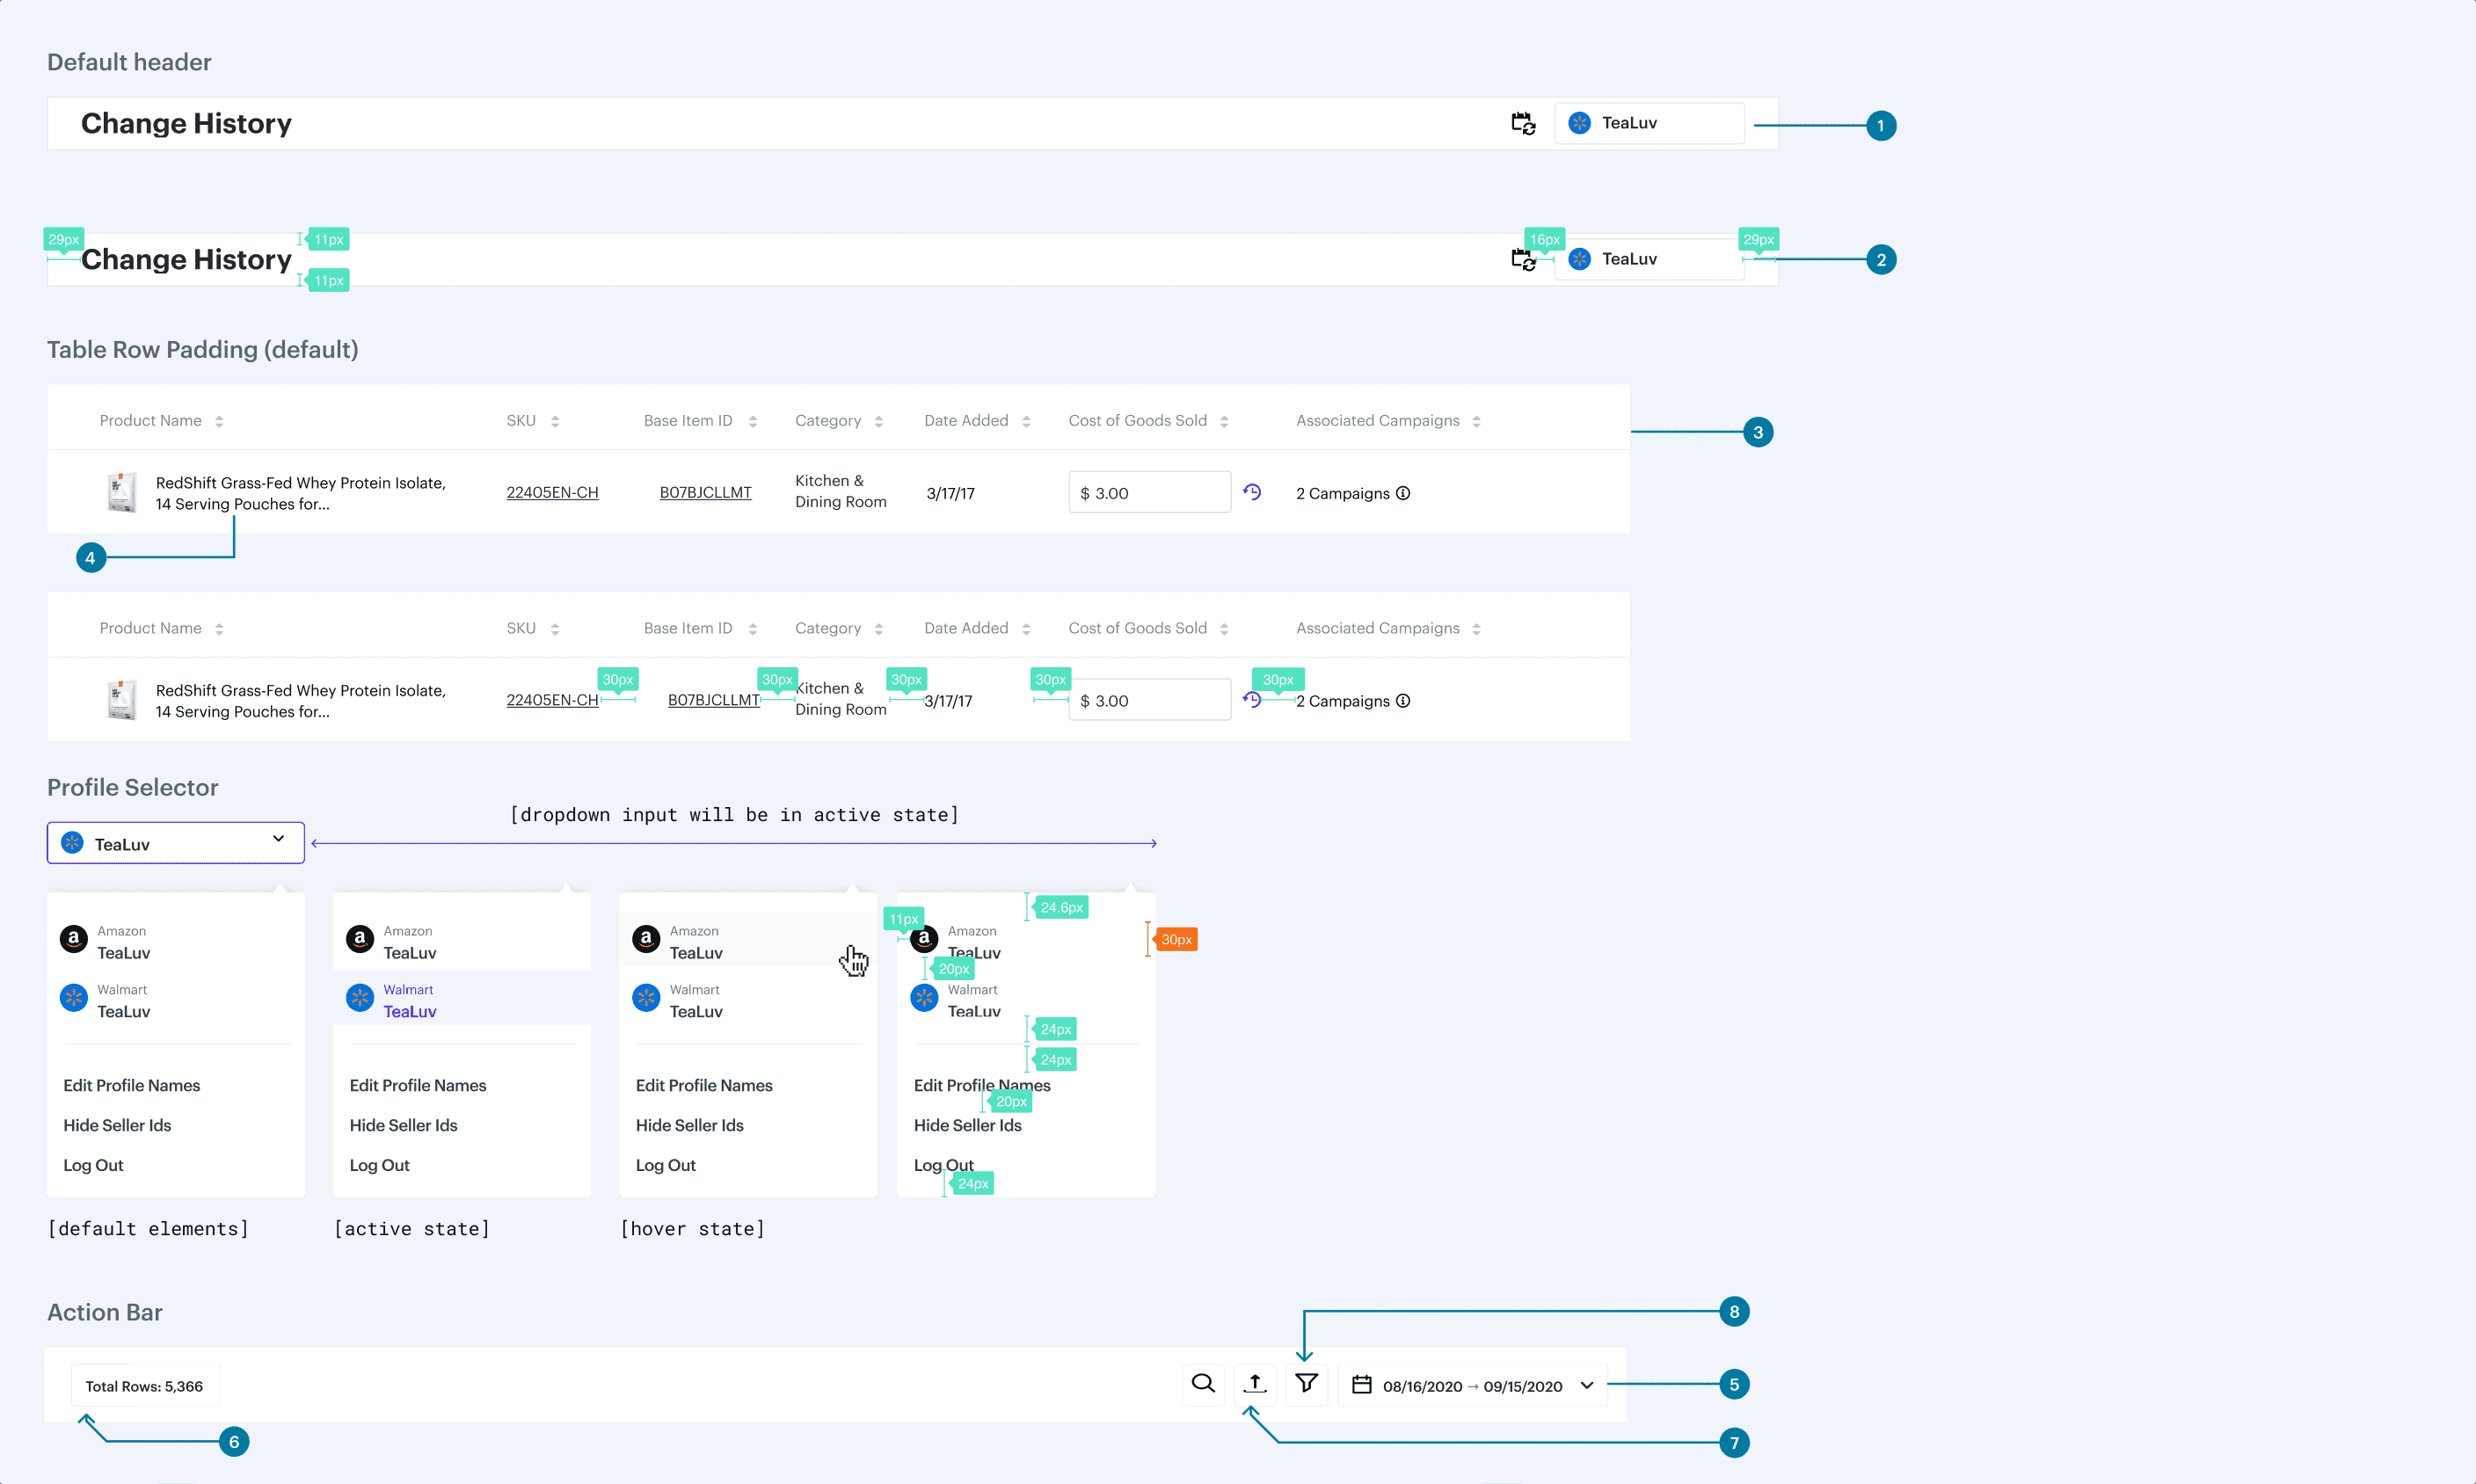 Default header
Change History
TeaLuv
1
29px
11px
16px
29px
Change History
TeaLuv
2
11px
Table Row Padding (default)
Product Name SKU Base Item ID Category Date Added Cost of Goods Sold Associated Campaigns
3
RedShift Grass-Fed Whey Protein Isolate,
14 Serving Pouches for...
22405EN-CH
B07BJCLLMT
Kitchen &
Dining Room
3/17/17
$ 3.00
2 Campaigns
4
Product Name SKU Base Item ID Category Date Added Cost of Goods Sold Associated Campaigns
30px 30px 30px 30px 30px
RedShift Grass-Fed Whey Protein Isolate,
14 Serving Pouches for...
22405EN-CH
B07BJCLLMT
Kitchen &
Dining Room
3/17/17
$ 3.00
2 Campaigns
Profile Selector
[dropdown input will be in active state]
TeaLuv
Amazon
TeaLuv
Walmart
TeaLuv
Edit Profile Names
Hide Seller Ids
Log Out
[default elements]
Amazon
TeaLuv
Walmart
TeaLuv
Edit Profile Names
Hide Seller Ids
Log Out
[active state]
Amazon
TeaLuv
Walmart
TeaLuv
Edit Profile Names
Hide Seller Ids
Log Out
[hover state]
24.6px
11px
Amazon
30px
TeaLuv
20px
Walmart
TeaLuv
24px
24px
Edit Profile Names
20px
Hide Seller Ids
Log Out
24px
Action Bar
8
Total Rows: 5,366
08/16/2020 → 09/15/2020
5
6
7